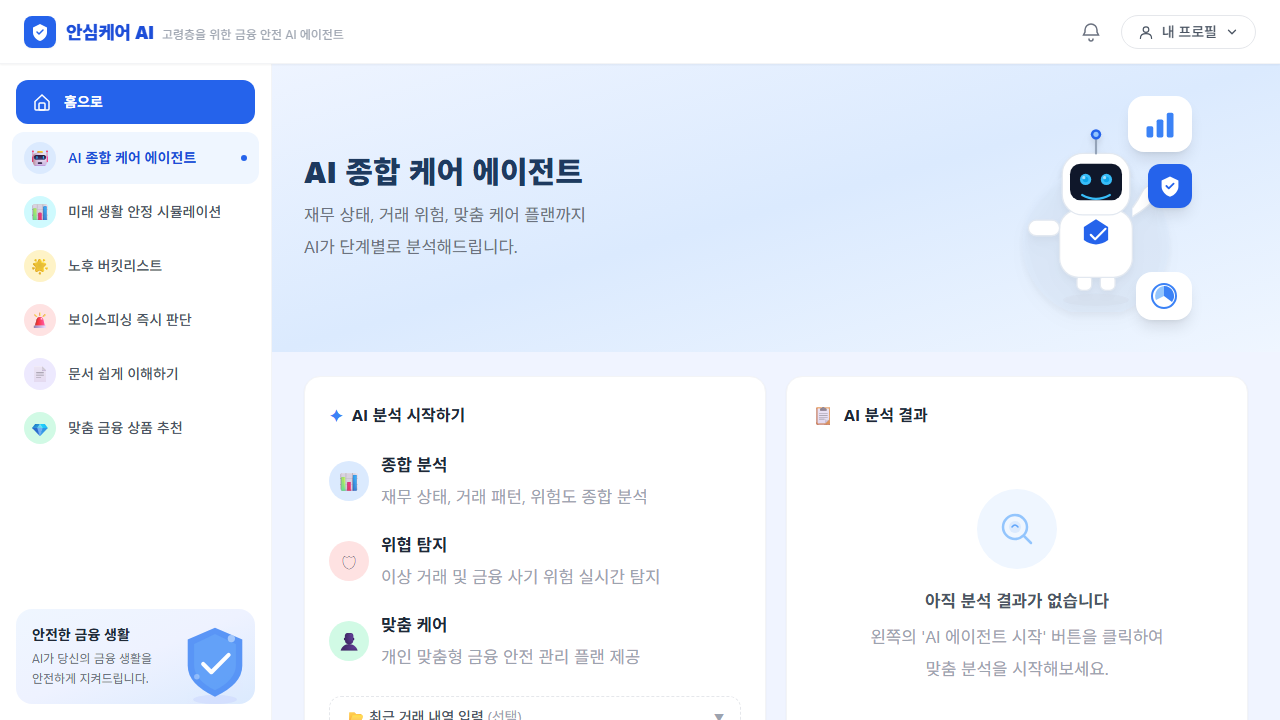 안심케어 AI 고령층을 위한 금융 안전 AI 에이전트
내 프로필
홈으로
AI 종합 케어 에이전트
미래 생활 안정 시뮬레이션
노후 버킷리스트
보이스피싱 즉시 판단
문서 쉽게 이해하기
맞춤 금융 상품 추천
안전한 금융 생활
AI가 당신의 금융 생활을
안전하게 지켜드립니다.
AI 종합 케어 에이전트
재무 상태, 거래 위험, 맞춤 케어 플랜까지
AI가 단계별로 분석해드립니다.
AI 분석 시작하기
종합 분석
재무 상태, 거래 패턴, 위험도 종합 분석
위협 탐지
이상 거래 및 금융 사기 위험 실시간 탐지
맞춤 케어
개인 맞춤형 금융 안전 관리 플랜 제공
최근 거래 내역 입력 (선택)
AI 분석 결과
아직 분석 결과가 없습니다
왼쪽의 'AI 에이전트 시작' 버튼을 클릭하여
맞춤 분석을 시작해보세요.